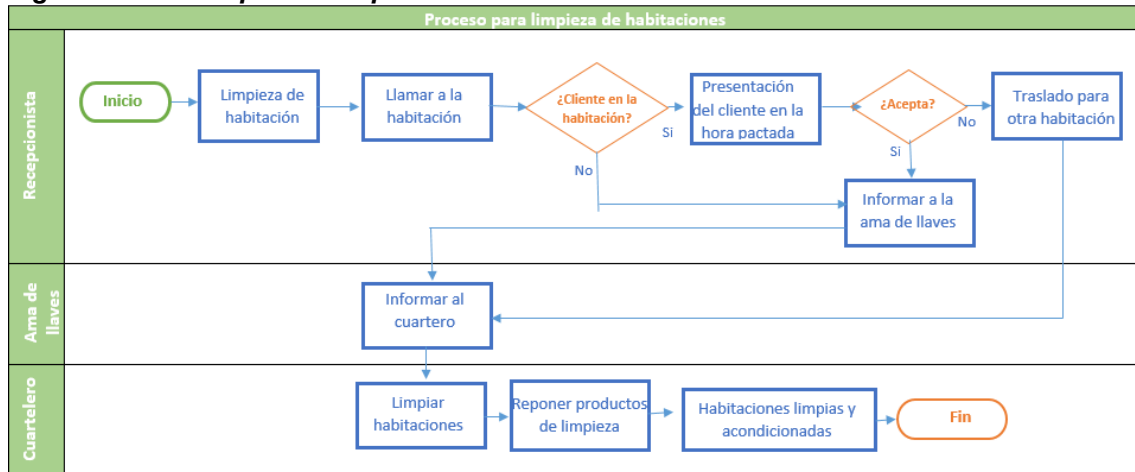 Proceso para limpieza de habitaciones
Recepcionista
Inicio
Limpieza de
habitación
Llamar a la
habitación
¿Cliente en la
habitación?
Si
No
Presentación
del cliente en la
hora pactada
¿Acepta?
No
Si
Traslado para
otra habitación
Informar a la
ama de llaves
Ama de
llaves
Informar al
cuartero
Cuartelero
Limpiar
habitaciones
Reponer productos
de limpieza
Habitaciones limpias y
acondicionadas
Fin